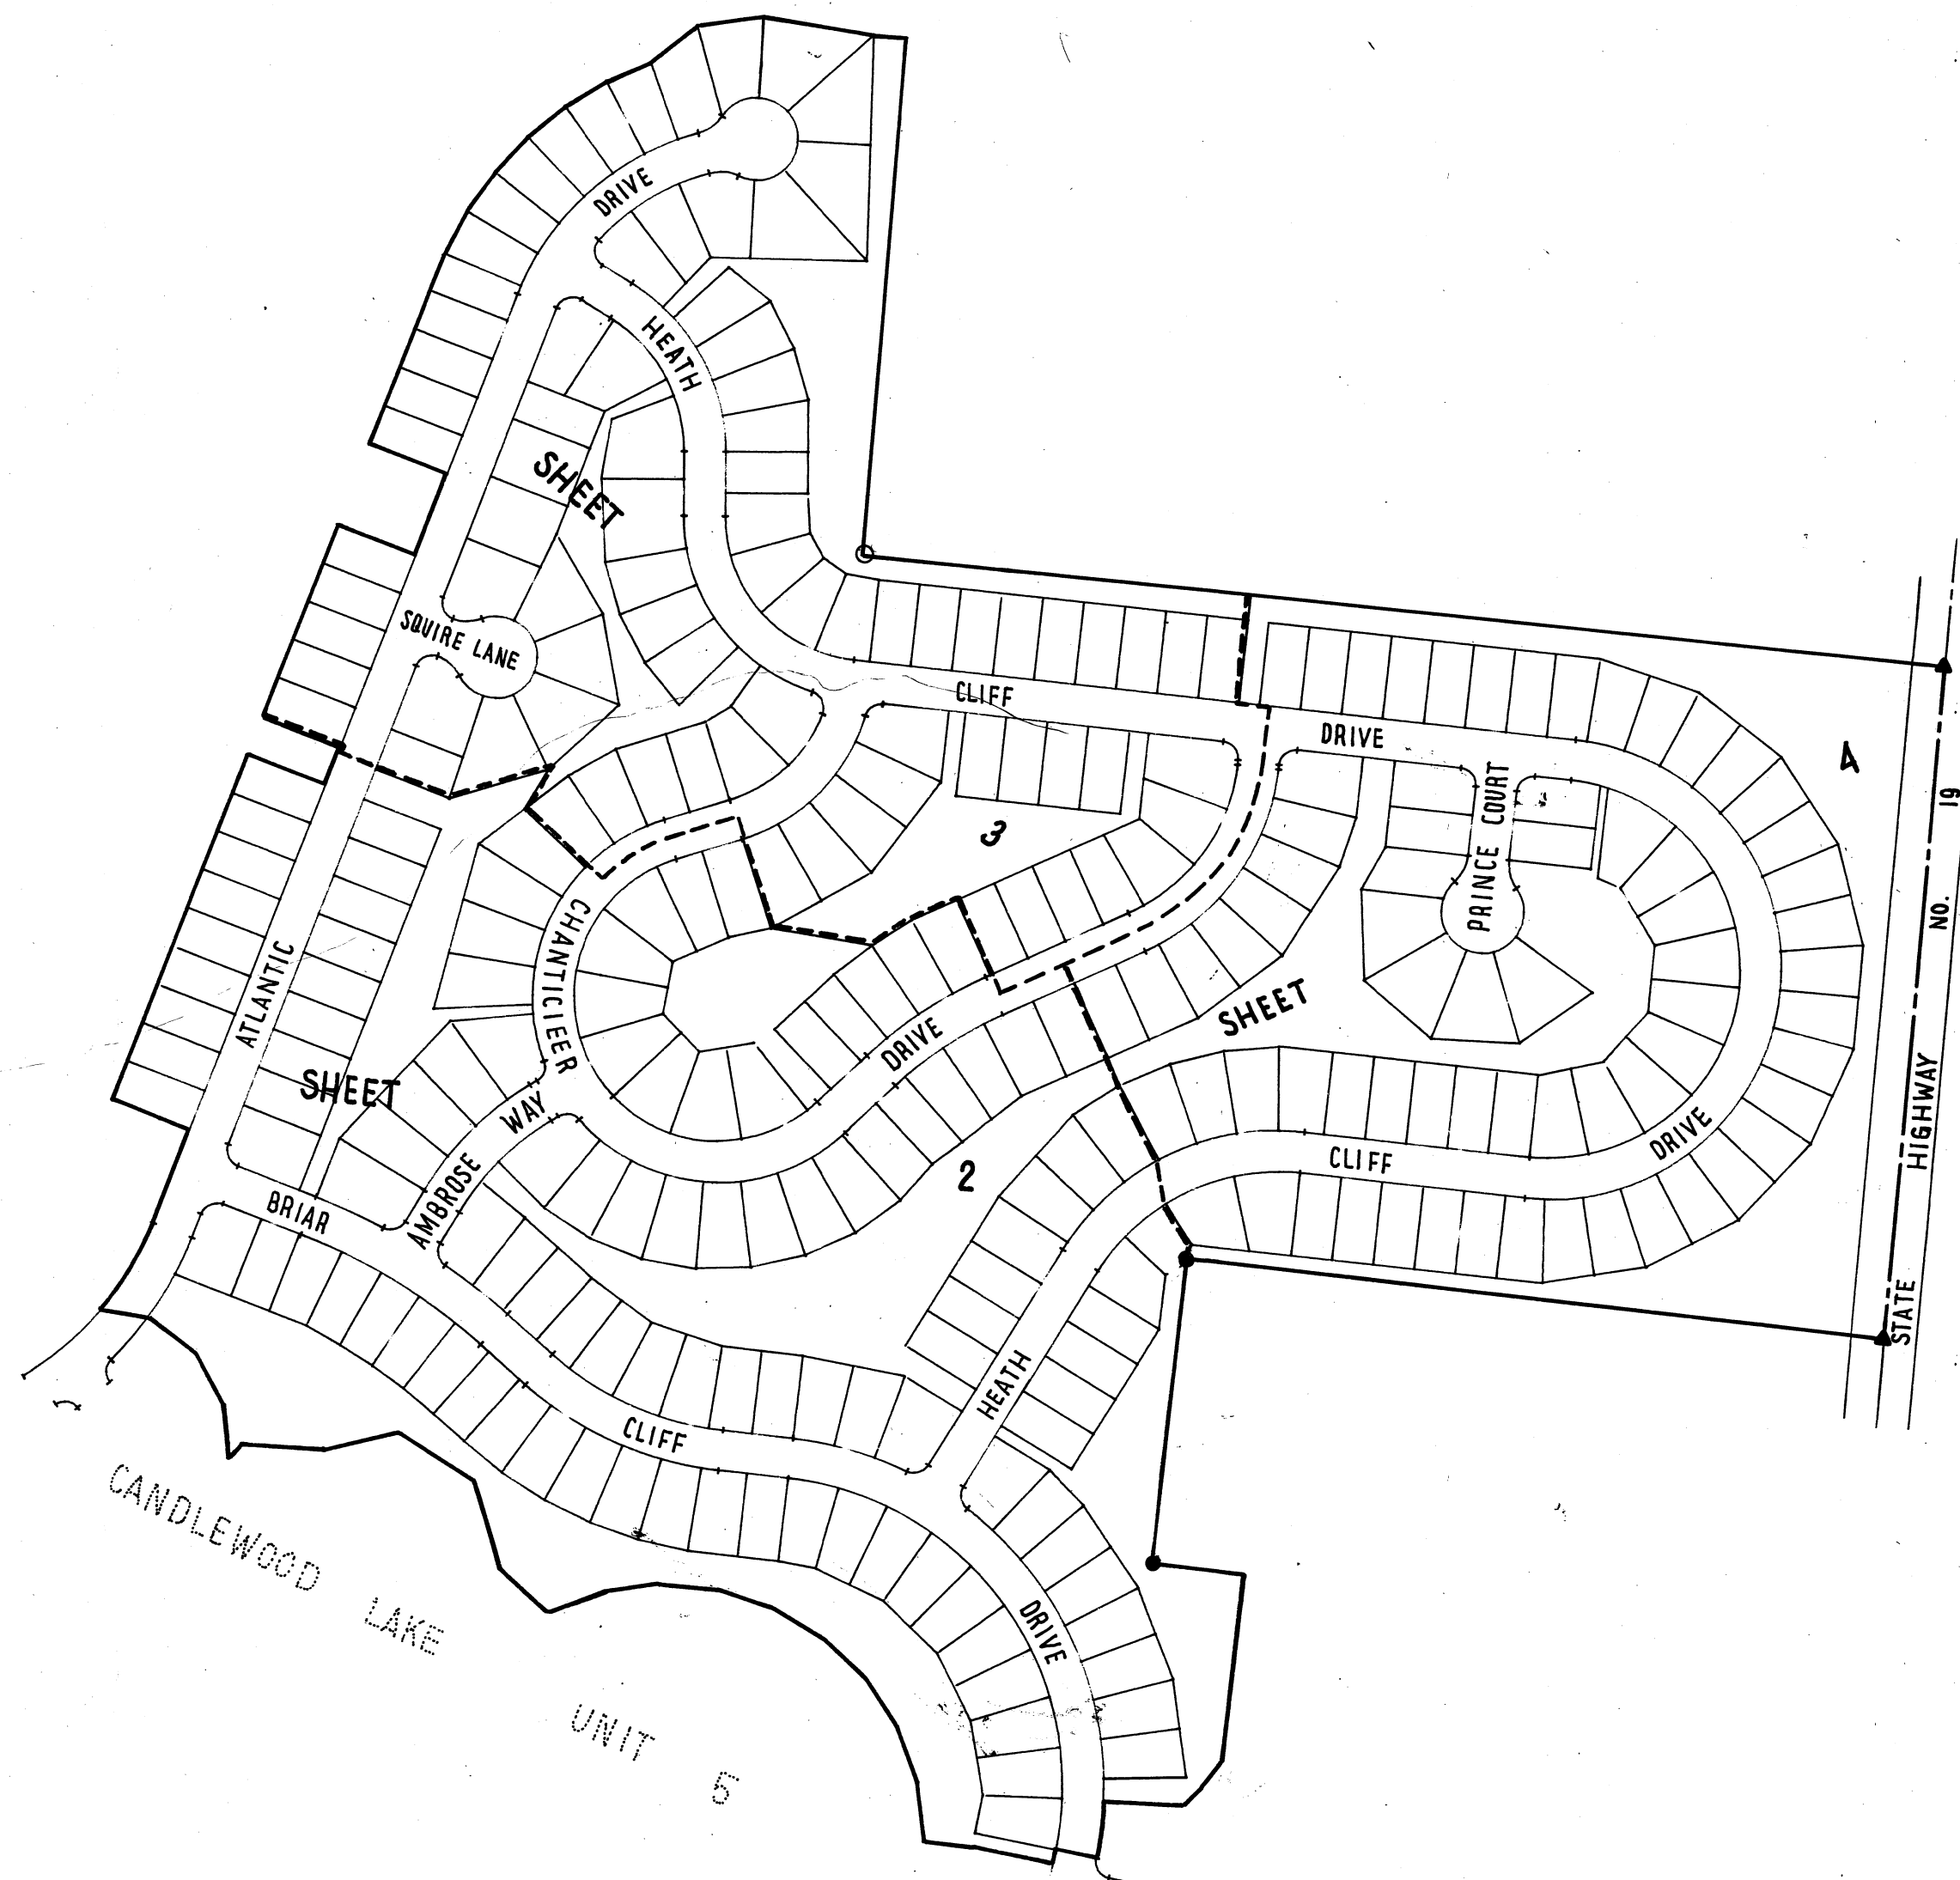 DRIVE
HEATH
SHEET
SQUIRE LANE
CLIFF
DRIVE
PRINCE COURT
4
3
STATE HIGHWAY NO. 19
CHANTICIEER
DRIVE
ATLANTIC
SHEET
SHEET
2
AMBROSE WAY
BRIAR
CLIFF
DRIVE
HEATH
CLIFF
DRIVE
CANDLEWOOD LAKE
UNIT 5